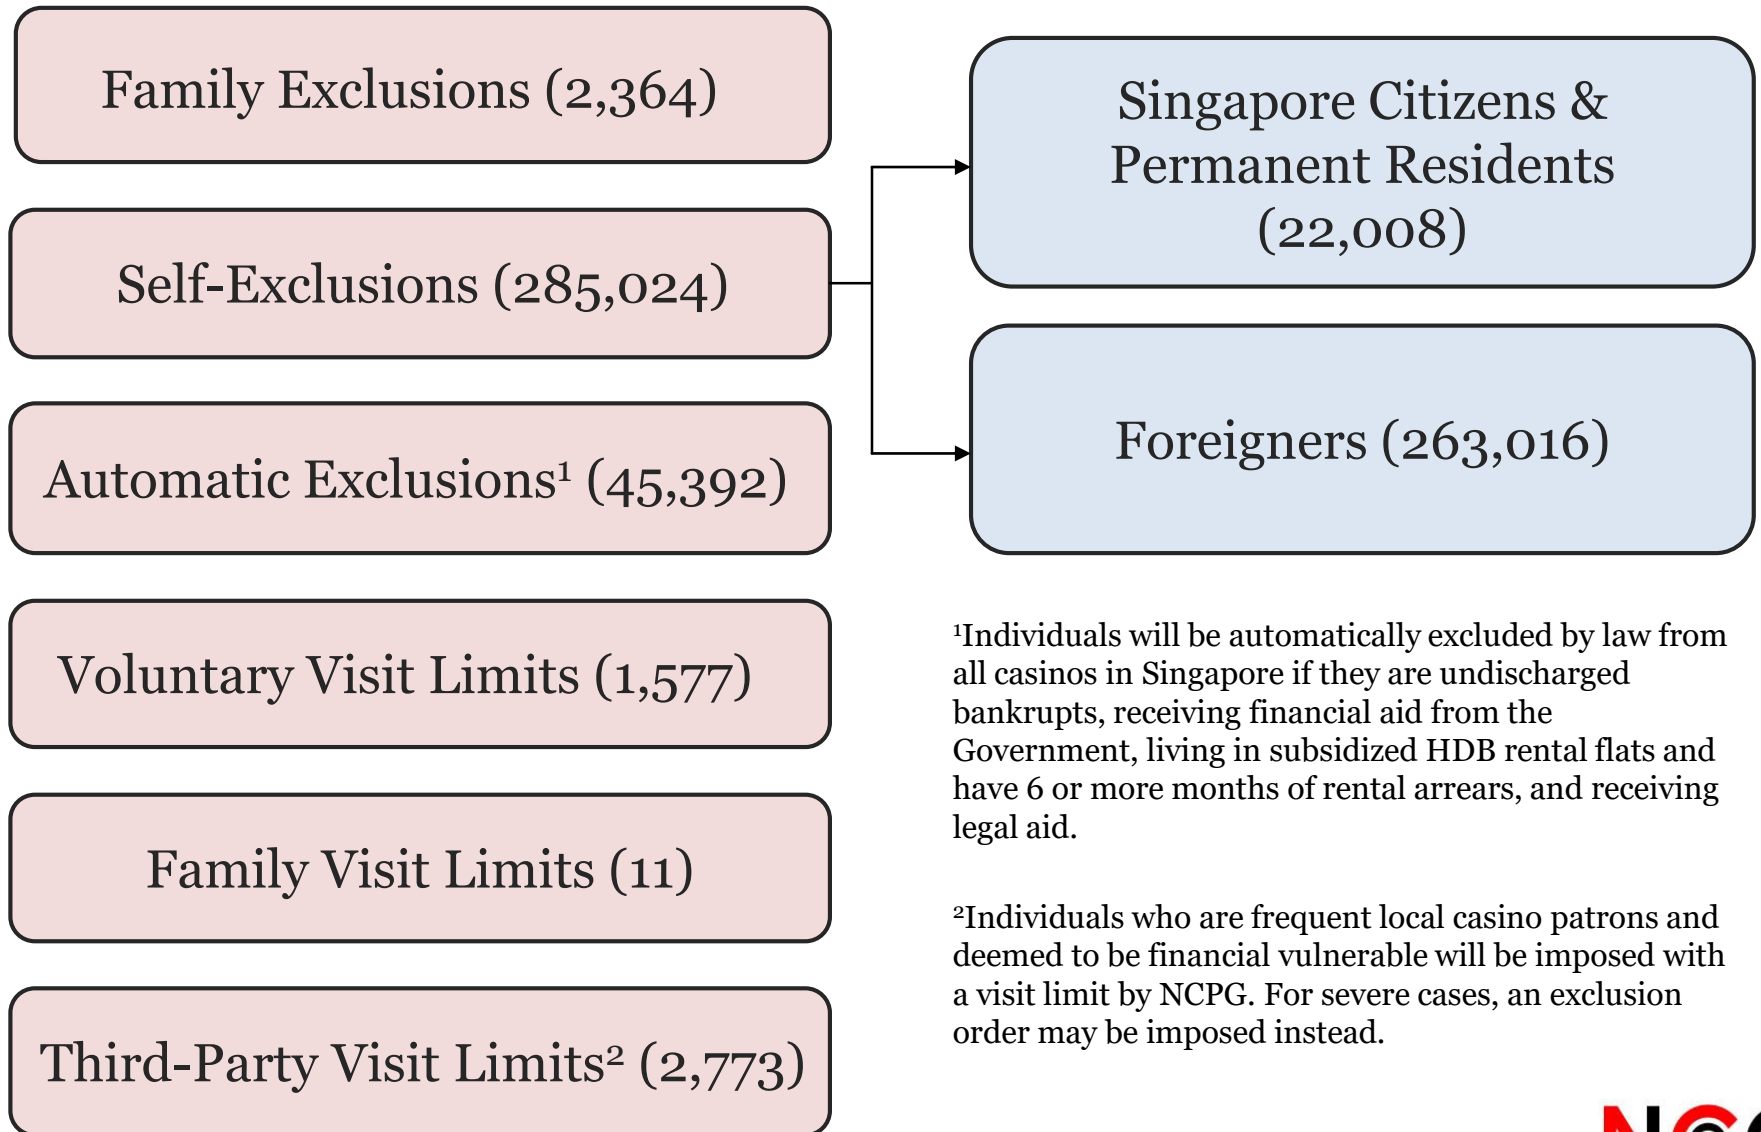 Family Exclusions (2,364)
Self-Exclusions (285,024)
Automatic Exclusions¹ (45,392)
Voluntary Visit Limits (1,577)
Family Visit Limits (11)
Third-Party Visit Limits² (2,773)
Singapore Citizens &
Permanent Residents
(22,008)
Foreigners (263,016)
¹Individuals will be automatically excluded by law from
all casinos in Singapore if they are undischarged
bankrupts, receiving financial aid from the
Government, living in subsidized HDB rental flats and
have 6 or more months of rental arrears, and receiving
legal aid.
²Individuals who are frequent local casino patrons and
deemed to be financial vulnerable will be imposed with
a visit limit by NCPG. For severe cases, an exclusion
order may be imposed instead.